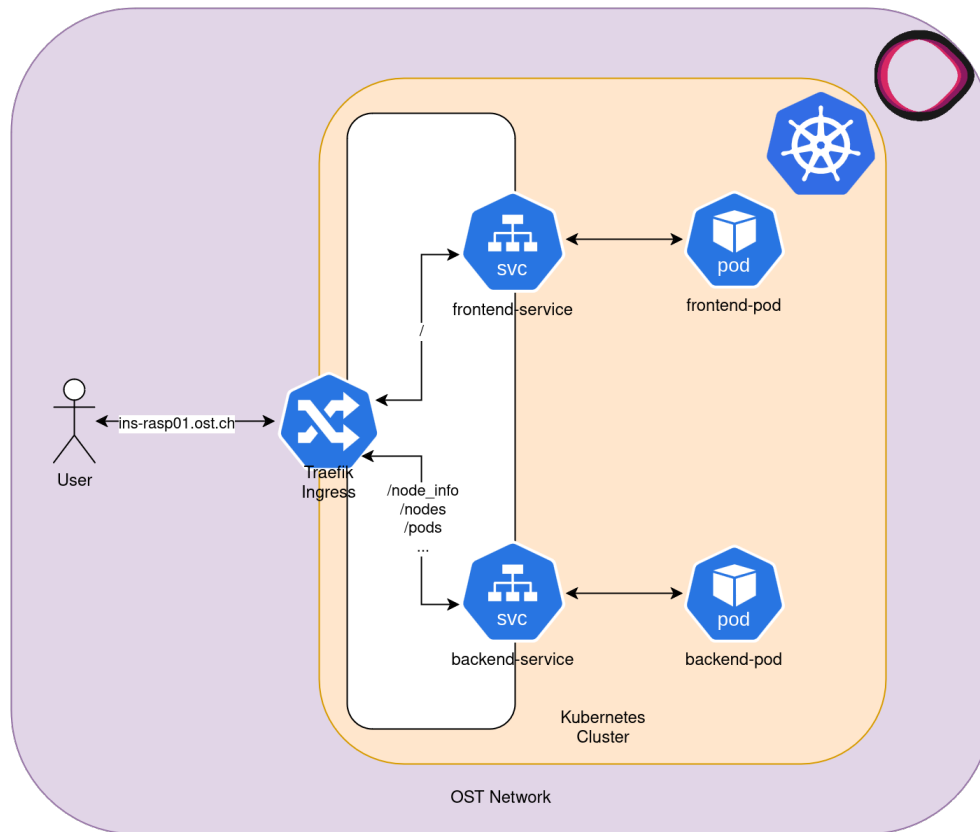 svc
frontend-service
pod
frontend-pod
/
ins-rasp01.ost.ch
User
Traefik
Ingress
/node_info
/nodes
/pods
...
svc
backend-service
pod
backend-pod
Kubernetes
Cluster
OST Network